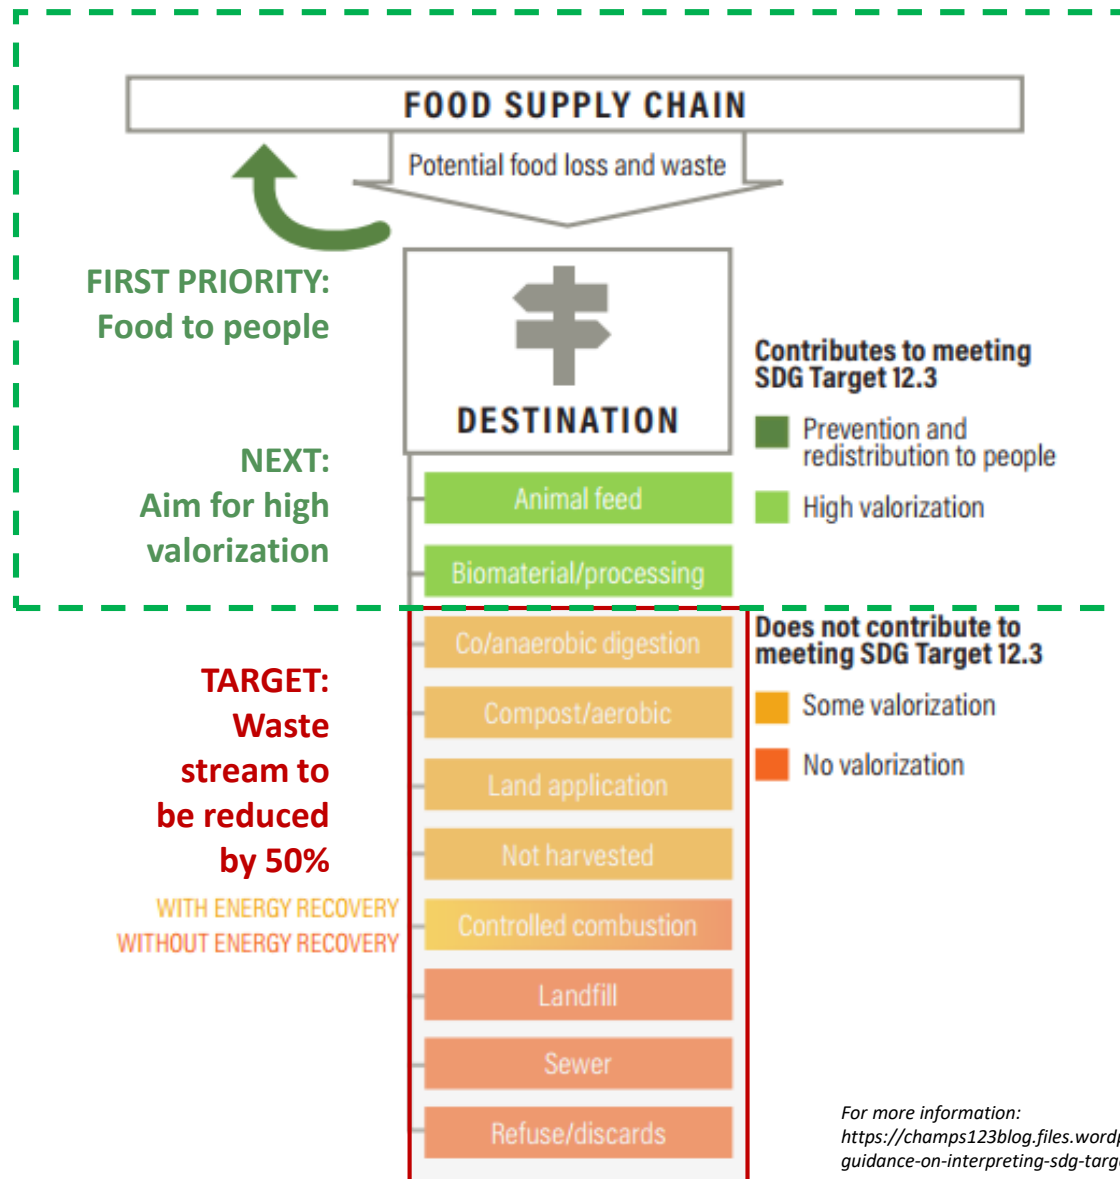 FOOD SUPPLY CHAIN
Potential food loss and waste
FIRST PRIORITY:
Food to people
DESTINATION
Contributes to meeting
SDG Target 12.3
Prevention and
redistribution to people
High valorization
NEXT:
Aim for high
valorization
Animal feed
Biomaterial/processing
Co/anaerobic digestion
Compost/aerobic
Land application
Not harvested
Controlled combustion
Landfill
Sewer
Refuse/discards
Does not contribute to
meeting SDG Target 12.3
Some valorization
No valorization
TARGET:
Waste
stream to
be reduced
by 50%
WITH ENERGY RECOVERY
WITHOUT ENERGY RECOVERY
For more information:
https://champs123blog.files.wordp
guidance-on-interpreting-sdg-targe